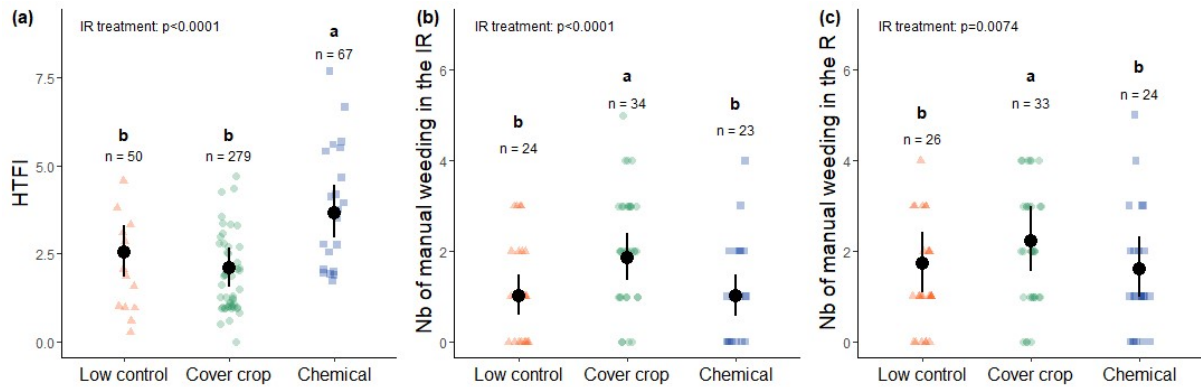 (a)
IR treatment: p<0.0001
HTFI
7.5
5.0
2.5
0.0
b
n = 50
b
n = 279
a
n = 67
Low control
Cover crop
Chemical
(b)
IR treatment: p<0.0001
Nb of manual weeding in the IR
6
4
2
0
b
n = 24
a
n = 34
b
n = 23
Low control
Cover crop
Chemical
(c)
IR treatment: p=0.0074
Nb of manual weeding in the R
6
4
2
0
b
n = 26
a
n = 33
b
n = 24
Low control
Cover crop
Chemical